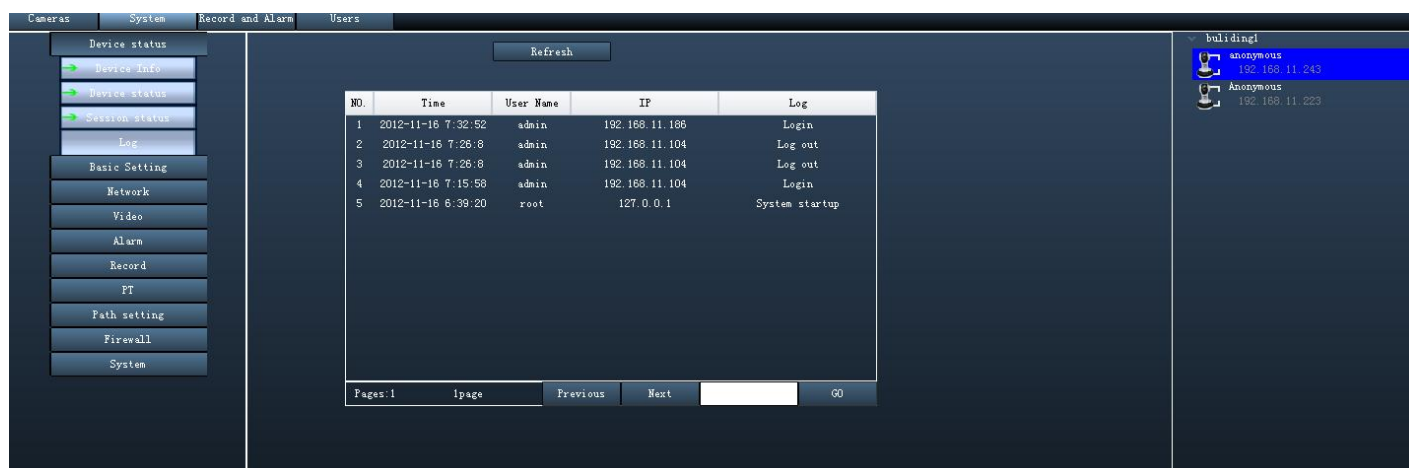 Cameras System Record and Alarm Users
Device status
Device Info
Device status
Session status
Log
Basic Setting
Network
Video
Alarm
Record
PT
Path setting
Firewall
System
Refresh
NO. Time User Name IP Log
1 2012-11-16 7:32:52 admin 192.168.11.186 Login
2 2012-11-16 7:26:8 admin 192.168.11.104 Log out
3 2012-11-16 7:26:8 admin 192.168.11.104 Log out
4 2012-11-16 7:15:58 admin 192.168.11.104 Login
5 2012-11-16 6:39:20 root 127.0.0.1 System startup
Pages:1 1page Previous Next GO
buliding1
anonymous
192.168.11.243
Anonymous
192.168.11.223